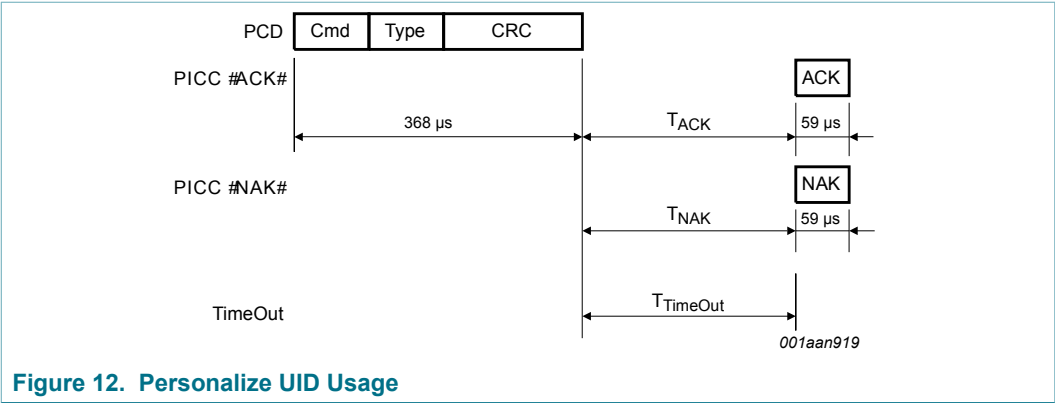 PCD Cmd Type CRC
PICC #ACK# ACK
368 µs TACK 59 µs
PICC #NAK# NAK
TNAK 59 µs
TimeOut TTimeOut
001aan919
Figure 12. Personalize UID Usage